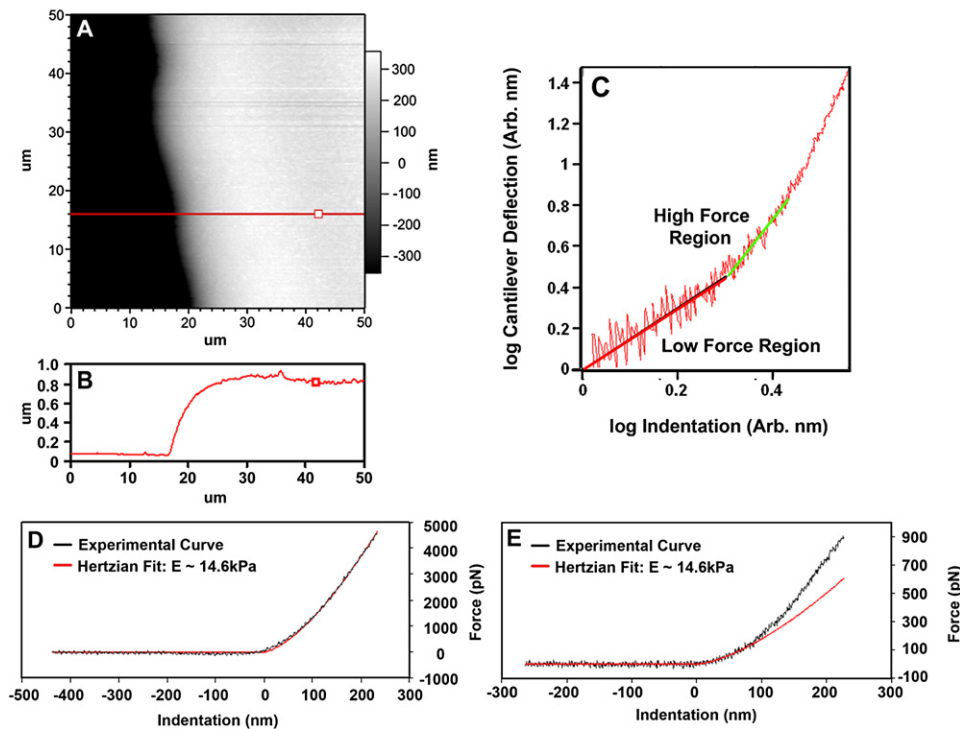 A
50
40
30
20
10
0
um
0 10 20 30 40 50
um
300
200
100
0
-100
-200
-300
nm
B
1.0
0.8
0.6
0.4
0.2
0
um
0 10 20 30 40 50
um
C
1.4
1.2
0.8
0.4
0.2
0
log Cantilever Deflection (Arb. nm)
High Force
Region
Low Force Region
0 0.2 0.4
log Indentation (Arb. nm)
D
Experimental Curve
Hertzian Fit: E ~ 14.6kPa
5000
4000
3000
2000
1000
0
-1000
Force (pN)
-500 -400 -300 -200 -100 0 100 200 300
Indentation (nm)
E
Experimental Curve
Hertzian Fit: E ~ 14.6kPa
900
700
500
300
100
-100
Force (pN)
-300 -200 -100 0 100 200 300
Indentation (nm)